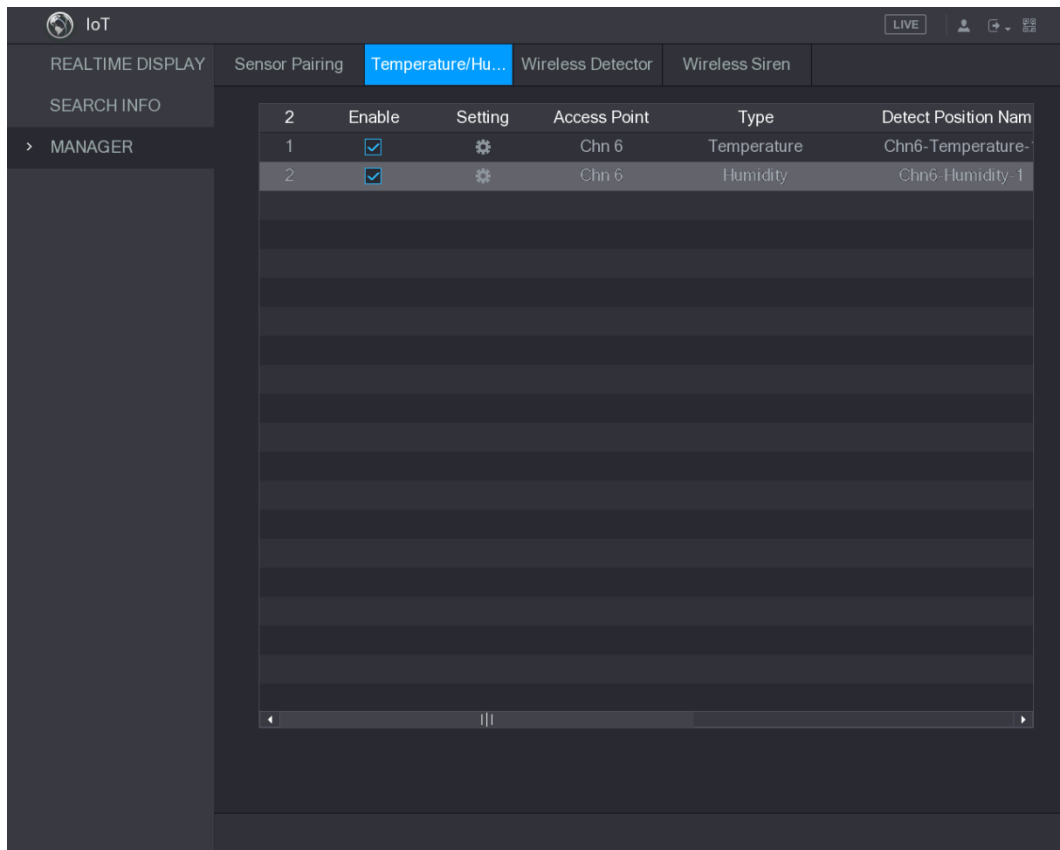 IoT
LIVE
REALTIME DISPLAY
SEARCH INFO
MANAGER
Sensor Pairing Temperature/Hu... Wireless Detector Wireless Siren
2 Enable Setting Access Point Type Detect Position Nam
1 Chn 6 Temperature Chn6-Temperature-1
2 Chn 6 Humidity Chn6-Humidity-1